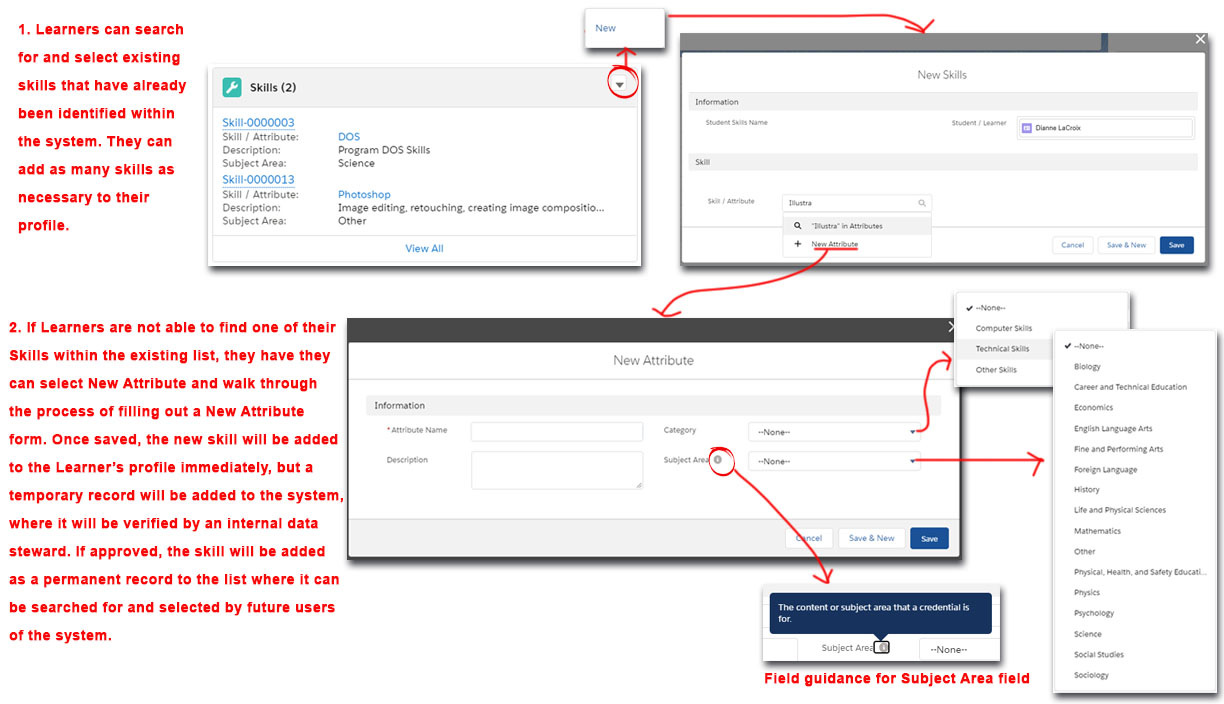 1. Learners can search
for and select existing
skills that have already
been identified within
the system. They can
add as many skills as
necessary to their
profile.
New
Skills (2)
Skill-0000003
Skill / Attribute: DOS
Description: Program DOS Skills
Subject Area: Science
Skill-0000013
Skill / Attribute: Photoshop
Description: Image editing, retouching, creating image compositio...
Subject Area: Other
View All
New Skills
Information
Student Skills Name
Student / Learner Dianne LaCroix
Skill
Skill / Attribute Illustra
"Illustra" in Attributes
New Attribute
Cancel Save & New Save
2. If Learners are not able to find one of their
Skills within the existing list, they have they
can select New Attribute and walk through
the process of filling out a New Attribute
form. Once saved, the new skill will be added
to the Learner's profile immediately, but a
temporary record will be added to the system,
where it will be verified by an internal data
steward. If approved, the skill will be added
as a permanent record to the list where it can
be searched for and selected by future users
of the system.
New Attribute
Information
*Attribute Name
Category --None--
Description
Subject Area --None--
Cancel Save & New Save
--None--
Computer Skills
Technical Skills
Other Skills
--None--
Biology
Career and Technical Education
Economics
English Language Arts
Fine and Performing Arts
Foreign Language
History
Life and Physical Sciences
Mathematics
Other
Physical, Health, and Safety Educati...
Physics
Psychology
Science
Social Studies
Sociology
The content or subject area that a credential is
for.
Subject Area --None--
Field guidance for Subject Area field